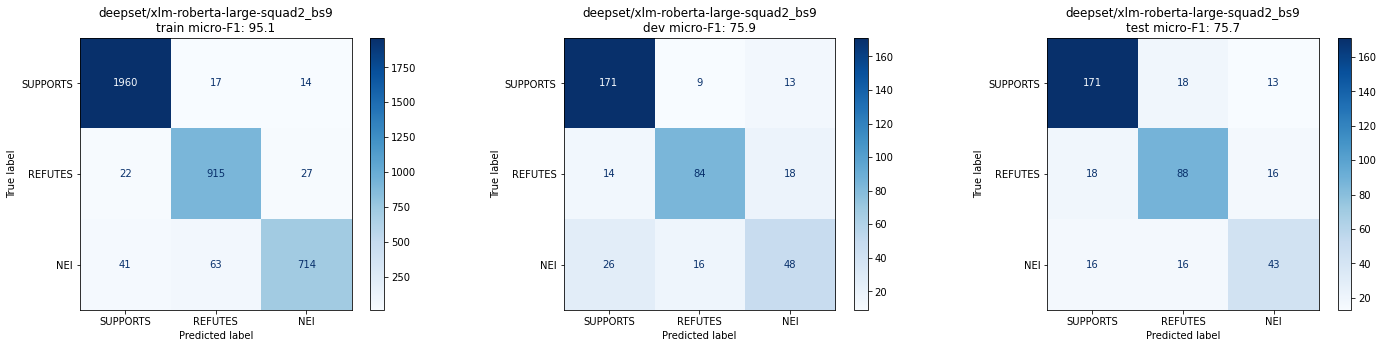 deepset/xlm-roberta-large-squad2_bs9
train micro-F1: 95.1
SUPPORTS 1960 17 14
REFUTES 22 915 27
NEI 41 63 714
SUPPORTS REFUTES NEI
Predicted label
True label
1750
1500
1250
1000
750
500
250
deepset/xlm-roberta-large-squad2_bs9
dev micro-F1: 75.9
SUPPORTS 171 9 13
REFUTES 14 84 18
NEI 26 16 48
SUPPORTS REFUTES NEI
Predicted label
True label
160
140
120
100
80
60
40
20
deepset/xlm-roberta-large-squad2_bs9
test micro-F1: 75.7
SUPPORTS 171 18 13
REFUTES 18 88 16
NEI 16 16 43
SUPPORTS REFUTES NEI
Predicted label
True label
160
140
120
100
80
60
40
20